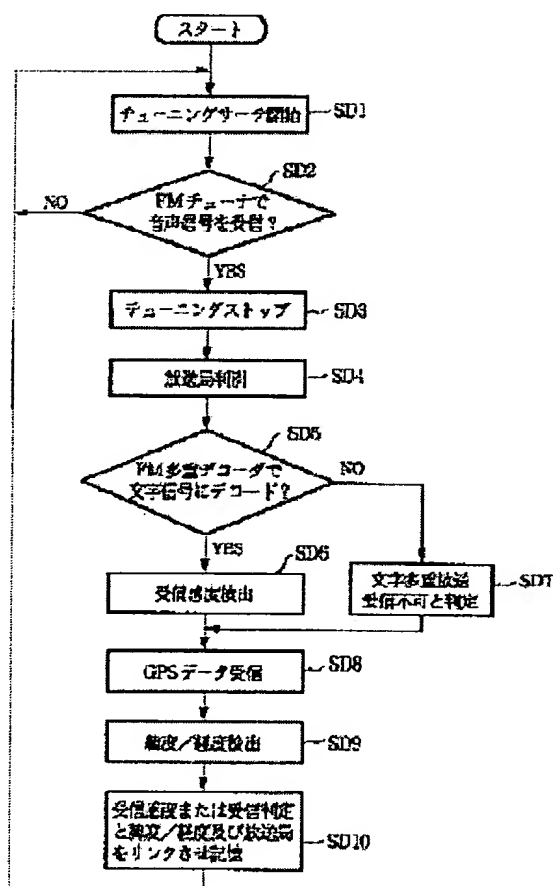 スタート
チューニングサーチ開始
SD1
SD2
FMチューナで
音声信号を受信?
NO
YES
チューニングストップ
SD3
放送局判別
SD4
SD5
FM多重デコーダで
文字信号にデコード?
NO
YES
SD6
受信感度検出
文字多重放送
受信不可と判定
SD7
GPSデータ受信
SD8
緯度/経度検出
SD9
受信感度または受信判定
と緯度/経度及び放送局
をリンクさせ記憶
SD10